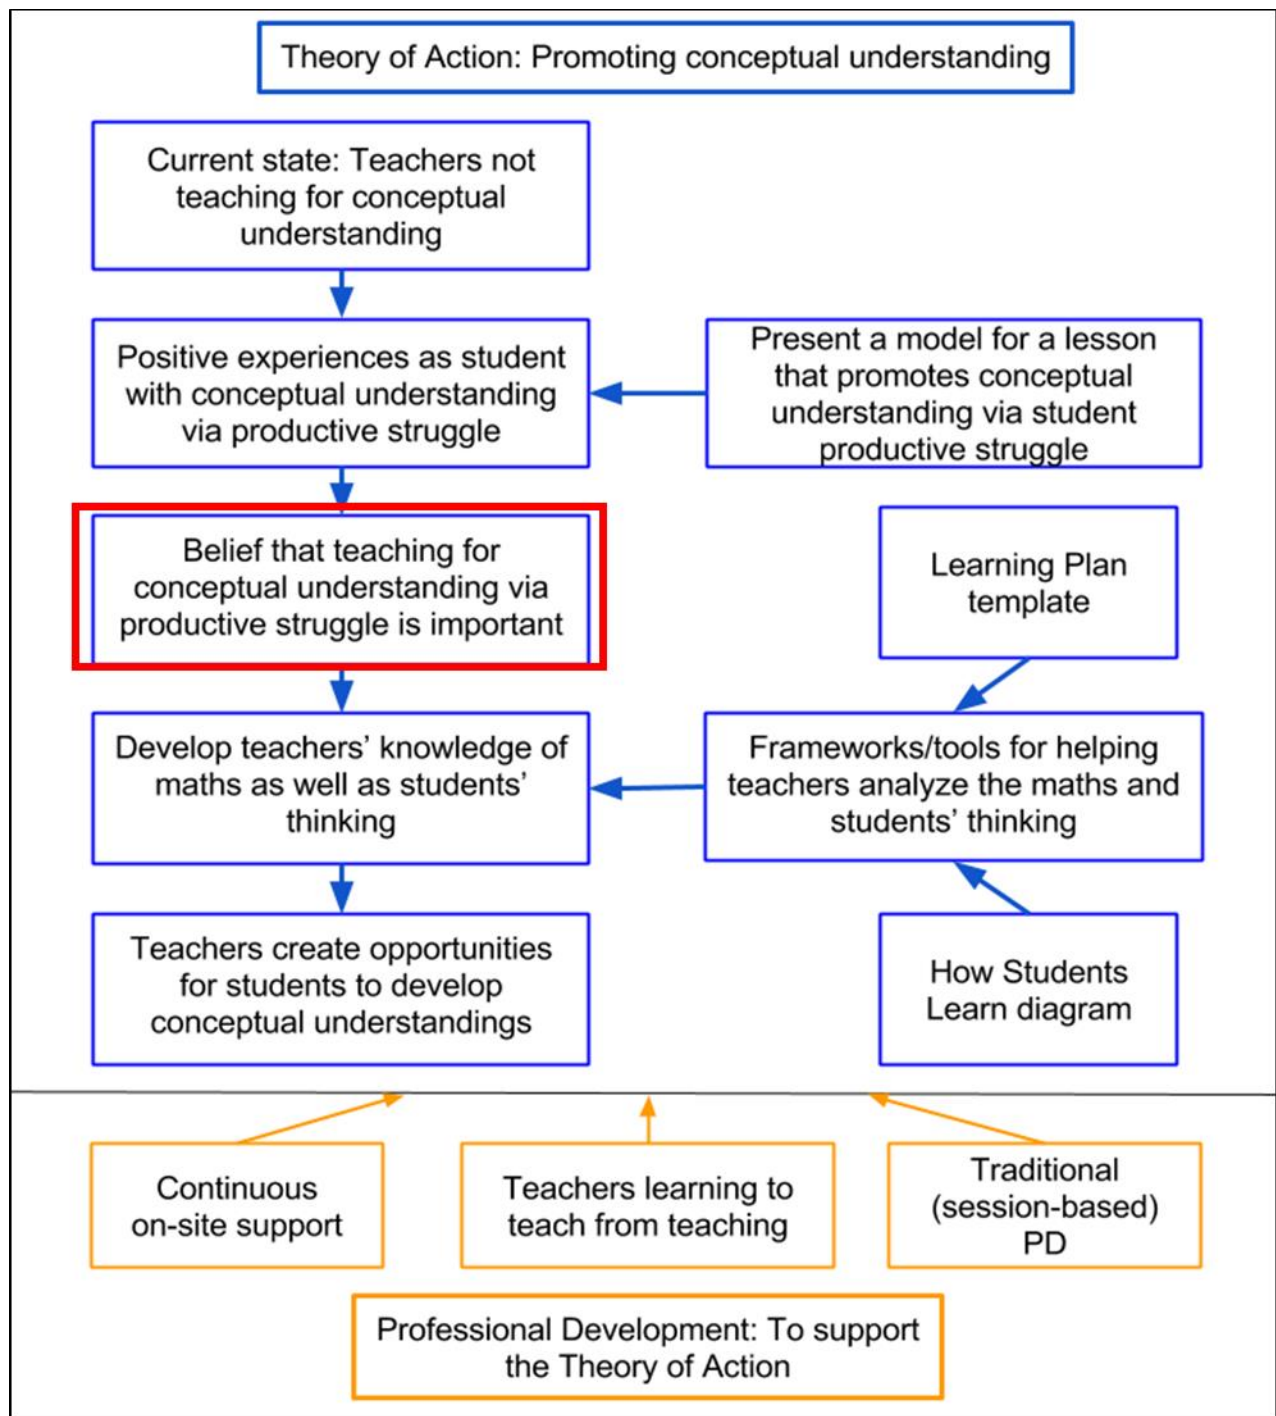 Theory of Action: Promoting conceptual understanding
Current state: Teachers not
teaching for conceptual
understanding
Positive experiences as student
with conceptual understanding
via productive struggle
Present a model for a lesson
that promotes conceptual
understanding via student
productive struggle
Belief that teaching for
conceptual understanding via
productive struggle is important
Learning Plan
template
Develop teachers’ knowledge of
maths as well as students’
thinking
Frameworks/tools for helping
teachers analyze the maths and
students’ thinking
Teachers create opportunities
for students to develop
conceptual understandings
How Students
Learn diagram
Continuous
on-site support
Teachers learning to
teach from teaching
Traditional
(session-based)
PD
Professional Development: To support
the Theory of Action